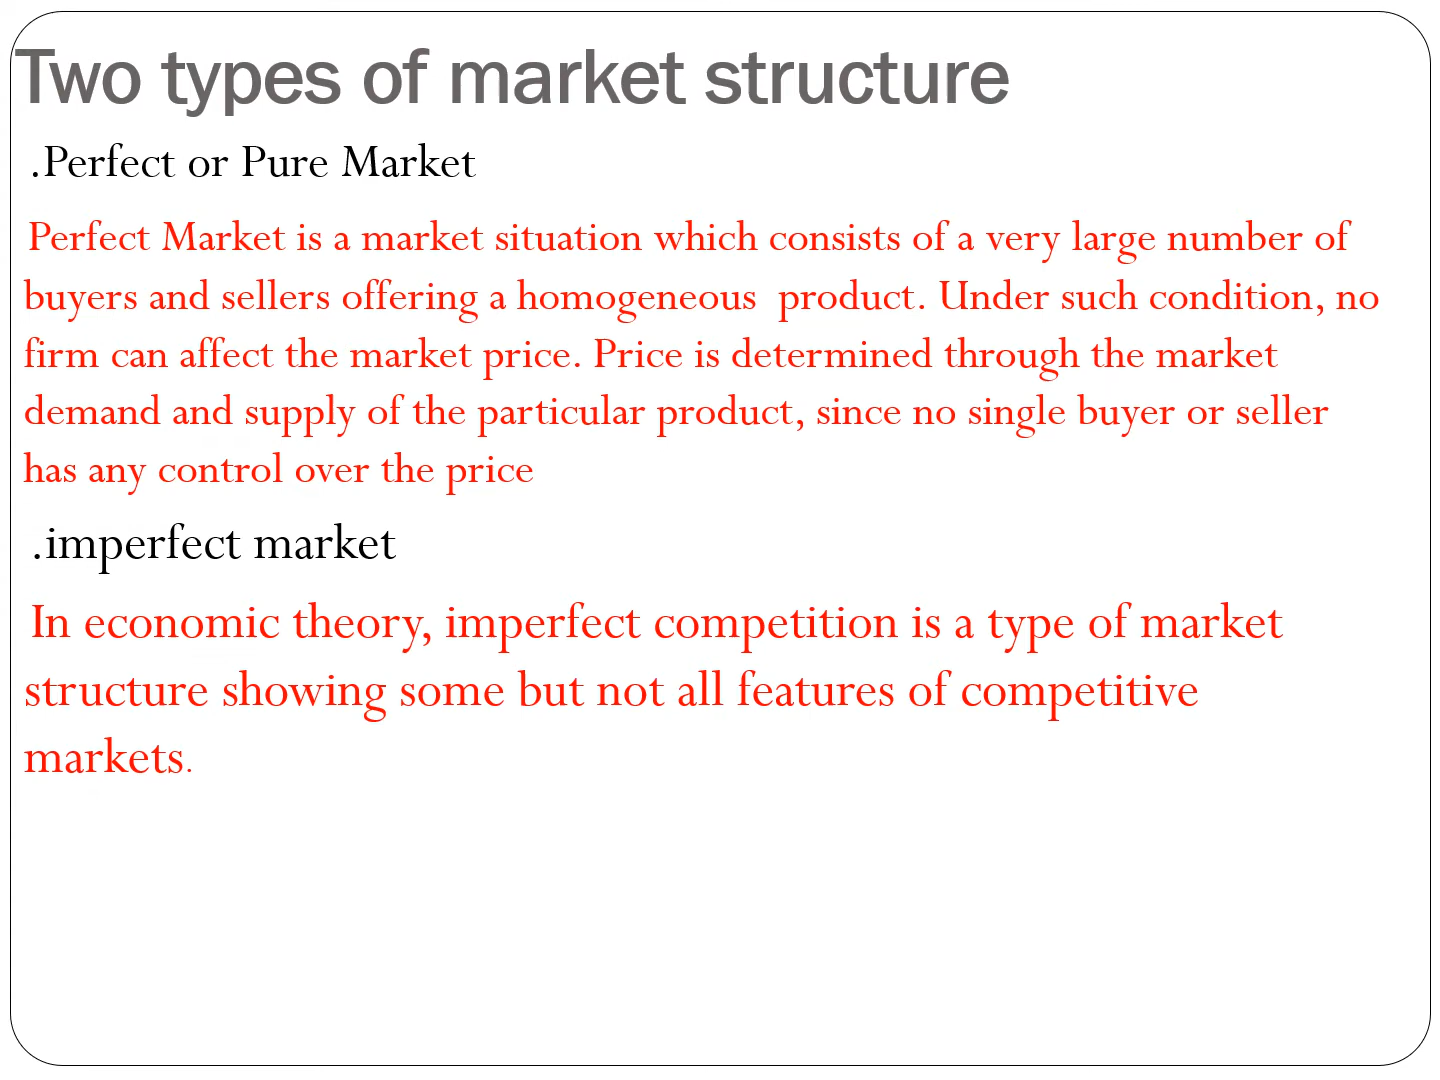 Two types of market structure
.Perfect or Pure Market
Perfect Market is a market situation which consists of a very large number of
buyers and sellers offering a homogeneous  product. Under such condition, no
firm can affect the market price. Price is determined through the market
demand and supply of the particular product, since no single buyer or seller
has any control over the price
.imperfect market
In economic theory, imperfect competition is a type of market
structure showing some but not all features of competitive
markets.